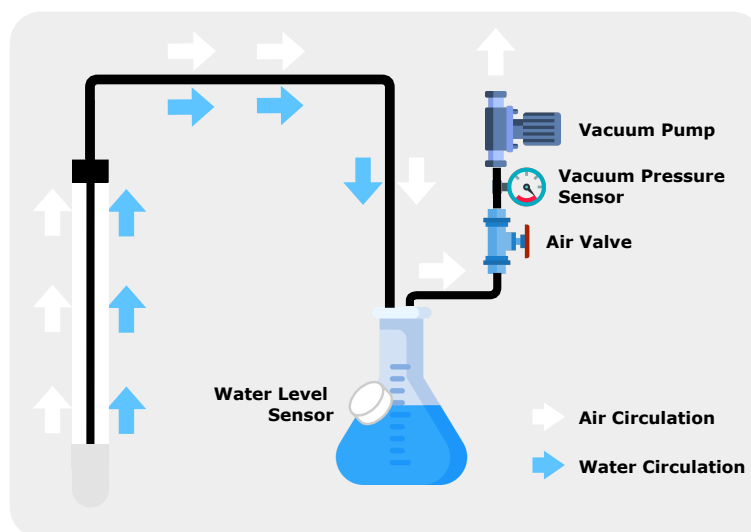 Vacuum Pump
Vacuum Pressure
Sensor
Air Valve
Water Level
Sensor
Air Circulation
Water Circulation